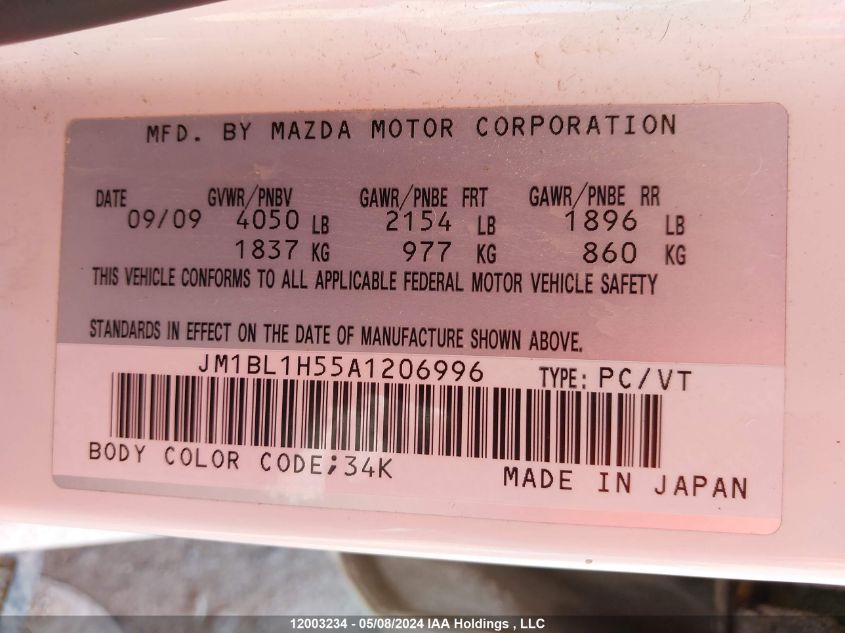 MFD. BY MAZDA MOTOR CORPORATION
DATE GVWR/PNBV GAWR/PNBE FRT GAWR/PNBE RR
09/09 4050 LB 2154 LB 1896 LB
1837 KG 977 KG 860 KG
THIS VEHICLE CONFORMS TO ALL APPLICABLE FEDERAL MOTOR VEHICLE SAFETY
STANDARDS IN EFFECT ON THE DATE OF MANUFACTURE SHOWN ABOVE.
JM1BL1H55A1206996 TYPE: PC/VT
BODY COLOR CODE;34K MADE IN JAPAN
12003234 - 05/08/2024 IAA Holdings , LLC